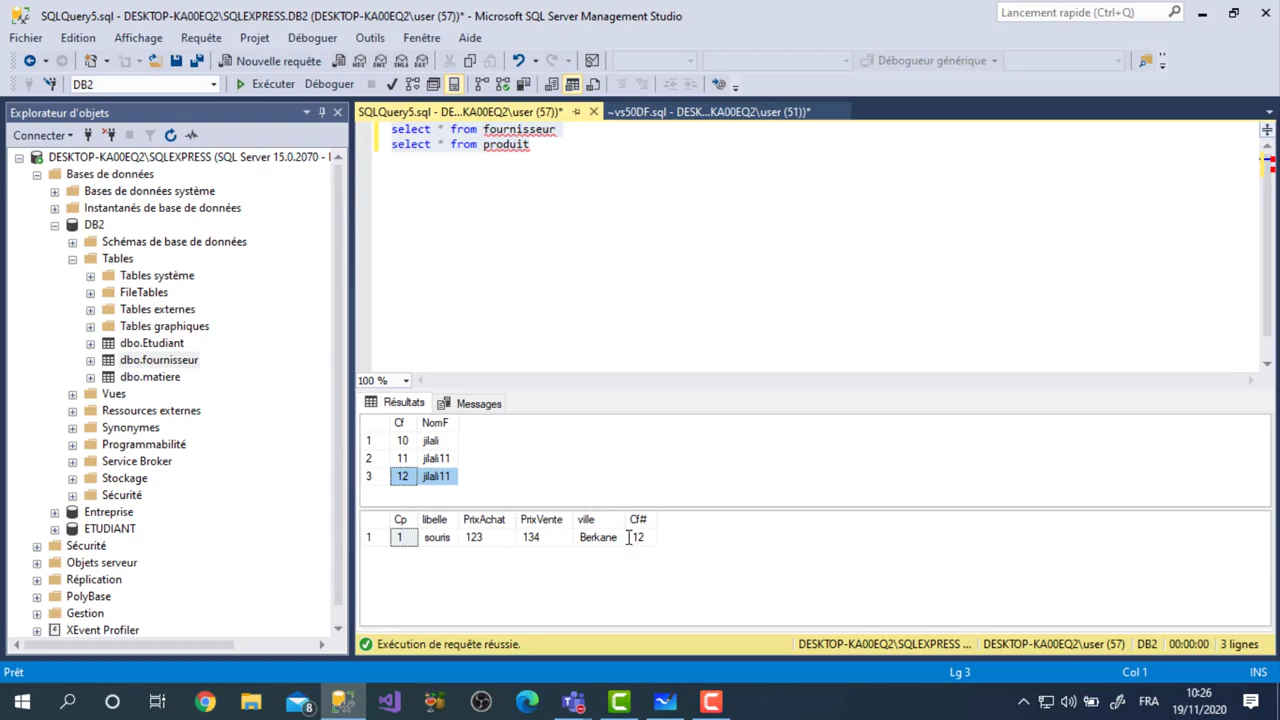 SQLQuery5.sql - DESKTOP-KA00EQ2\SQLEXPRESS.DB2 (DESKTOP-KA00EQ2\user (57))* - Microsoft SQL Server Management Studio
Lancement rapide (Ctrl+Q)
Fichier Edition Affichage Requête Projet Déboguer Outils Fenêtre Aide
Nouvelle requête
Débogueur générique
DB2
Exécuter Déboguer
Explorateur d'objets
SQLQuery5.sql - DE...KA00EQ2\user (57))*
~vs50DF.sql - DESK...KA00EQ2\user (51))*
Connecter
DESKTOP-KA00EQ2\SQLEXPRESS (SQL Server 15.0.2070 -
Bases de données
Bases de données système
Instantanés de base de données
DB2
Schémas de base de données
Tables
Tables système
FileTables
Tables externes
Tables graphiques
dbo.Etudiant
dbo.fournisseur
dbo.matiere
Vues
Ressources externes
Synonymes
Programmabilité
Service Broker
Stockage
Sécurité
Entreprise
ETUDIANT
Sécurité
Objets serveur
Réplication
PolyBase
Gestion
XEvent Profiler
select * from fournisseur
select * from produit
100 %
Résultats Messages
Cf NomF
1 10 jilali
2 11 jilali11
3 12 jilali11
Cp libelle PrixAchat PrixVente ville Cf#
1 1 souris 123 134 Berkane 12
Exécution de requête réussie.
DESKTOP-KA00EQ2\SQLEXPRESS ... DESKTOP-KA00EQ2\user (57) DB2 00:00:00 3 lignes
Prêt
Lg 3 Col 1 INS
8
FRA
10:26
19/11/2020